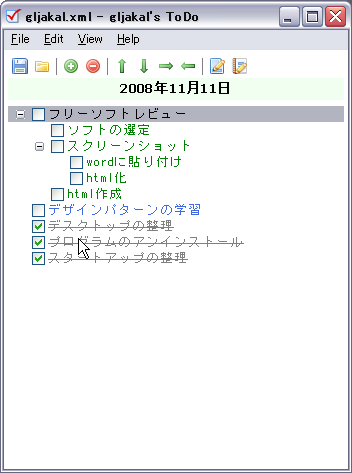 gljakal.xml - gljakal's ToDo
File Edit View Help
2008年11月11日
フリーソフトレビュー
ソフトの選定
スクリーンショット
wordに貼り付け
html化
html作成
デザインパターンの学習
デスクトップの整理
プログラムのアンインストール
スタートアップの整理